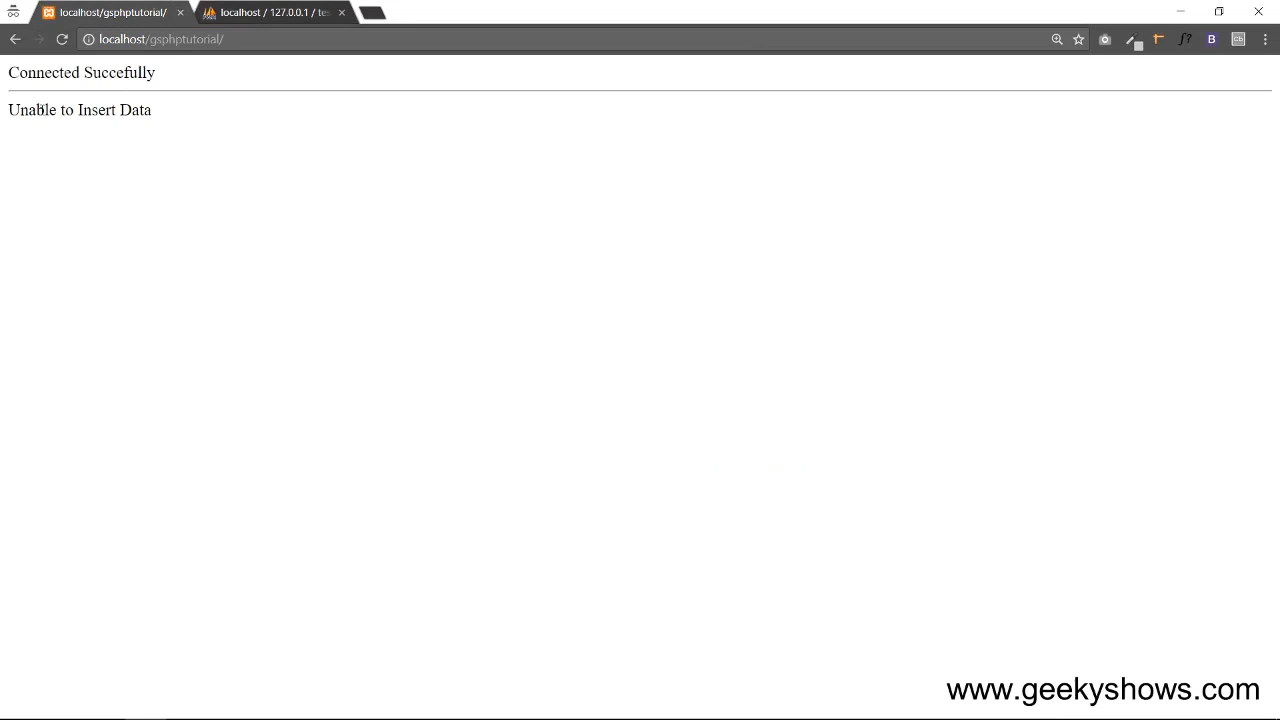 localhost/gsphptutorial/
localhost / 127.0.0.1 / te
localhost/gsphptutorial/
Connected Succefully
Unable to Insert Data
www.geekyshows.com